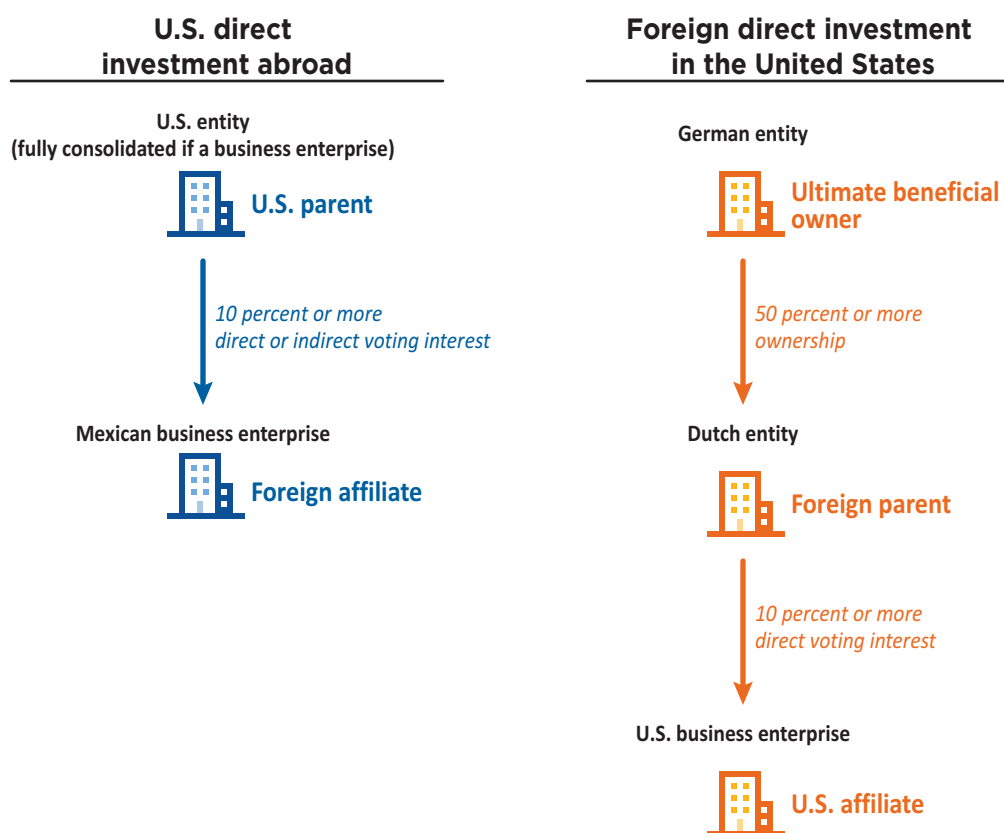 U.S. direct
investment abroad
U.S. entity
(fully consolidated if a business enterprise)
U.S. parent
10 percent or more
direct or indirect voting interest
Mexican business enterprise
Foreign affiliate
Foreign direct investment
in the United States
German entity
Ultimate beneficial
owner
50 percent or more
ownership
Dutch entity
Foreign parent
10 percent or more
direct voting interest
U.S. business enterprise
U.S. affiliate